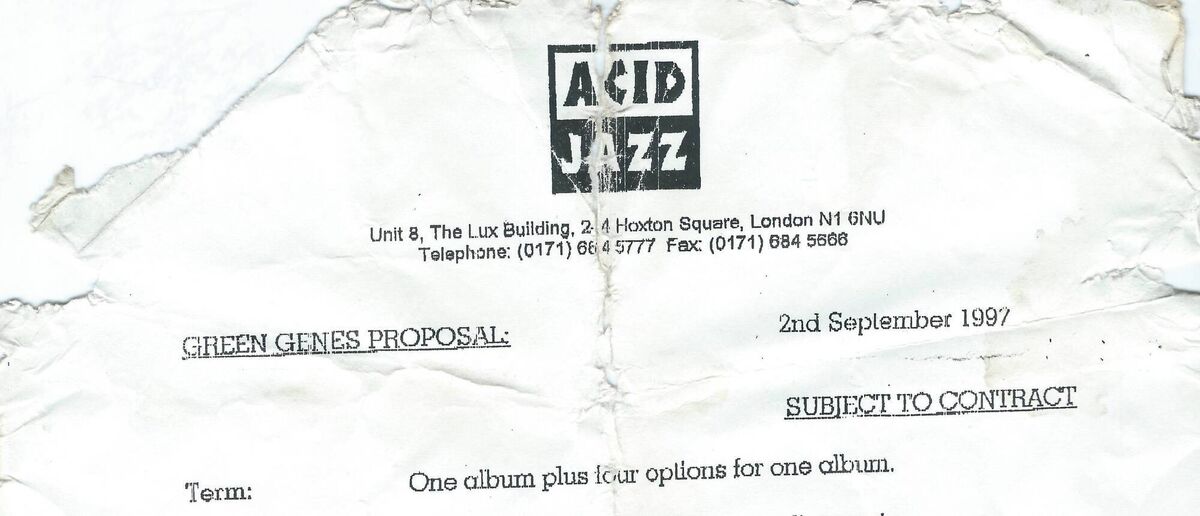 ACID
JAZZ
Unit 8, The Lux Building, 2-4 Hoxton Square, London N1 6NU
Telephone: (0171) 684 5777 Fax: (0171) 684 5666
GREEN GENES PROPOSAL:
2nd September 1997
SUBJECT TO CONTRACT
Term:
One album plus four options for one album.